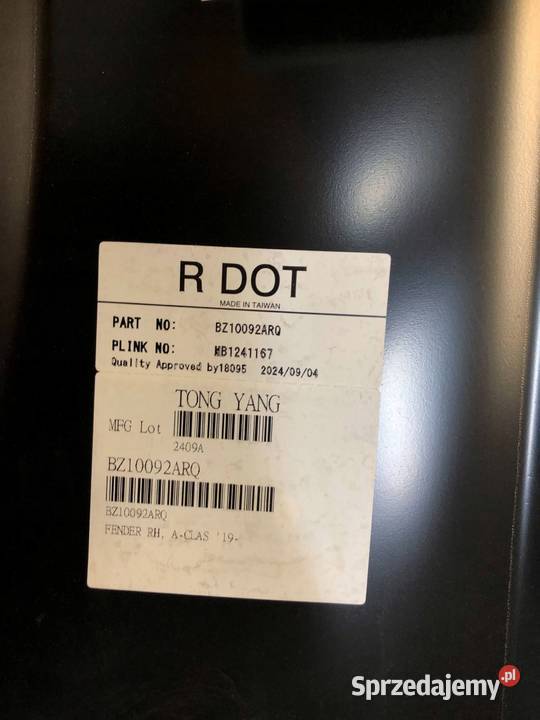 R DOT
MADE IN TAIWAN
PART NO: BZ10092ARQ
PLINK NO: MB1241167
Quality Approved by18095 2024/09/04
TONG YANG
MFG Lot
2409A
BZ10092ARQ
BZ10092ARQ
FENDER RH, A-CLAS '19-
Sprzedajemy.pl